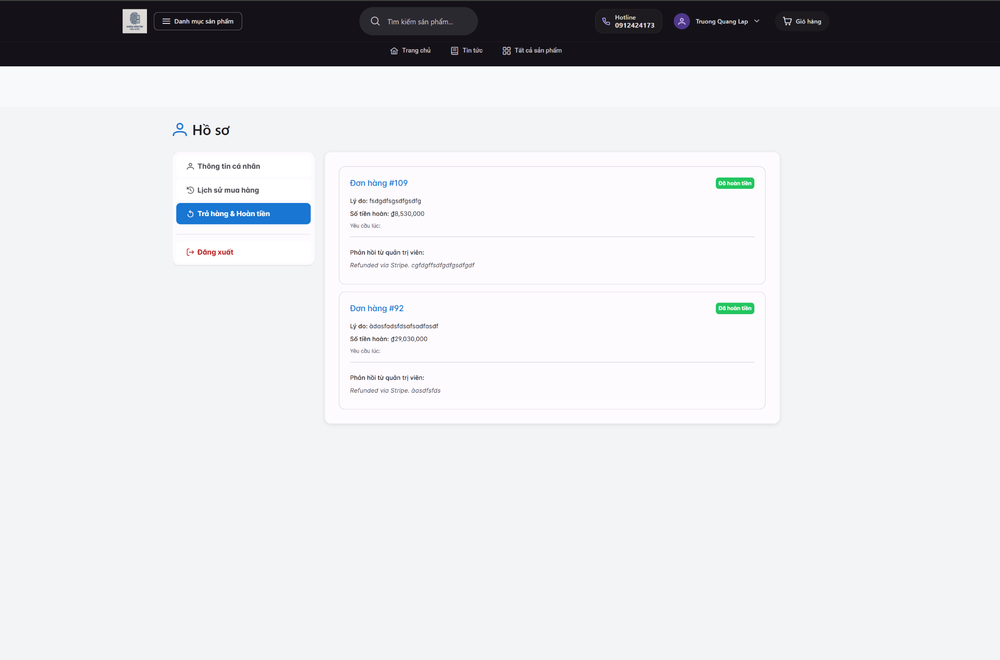 KHÓA VÂN TAY
HÀN QUỐC
Danh mục sản phẩm
Tìm kiếm sản phẩm...
Hotline
0912424173
Truong Quang Lap
Giỏ hàng
Trang chủ
Tin tức
Tất cả sản phẩm
Hồ sơ
Thông tin cá nhân
Lịch sử mua hàng
Trả hàng & Hoàn tiền
Đăng xuất
Đơn hàng #109
Đã hoàn tiền
Lý do: fsdgdfsgsdfgsdfg
Số tiền hoàn: ₫8,530,000
Yêu cầu lúc:
Phản hồi từ quản trị viên:
Refunded via Stripe. cgfdgffsdfgdfgsdfgdf
Đơn hàng #92
Đã hoàn tiền
Lý do: àdasfadsfdsafsadfasdf
Số tiền hoàn: ₫29,030,000
Yêu cầu lúc:
Phản hồi từ quản trị viên:
Refunded via Stripe. àasdfsfds